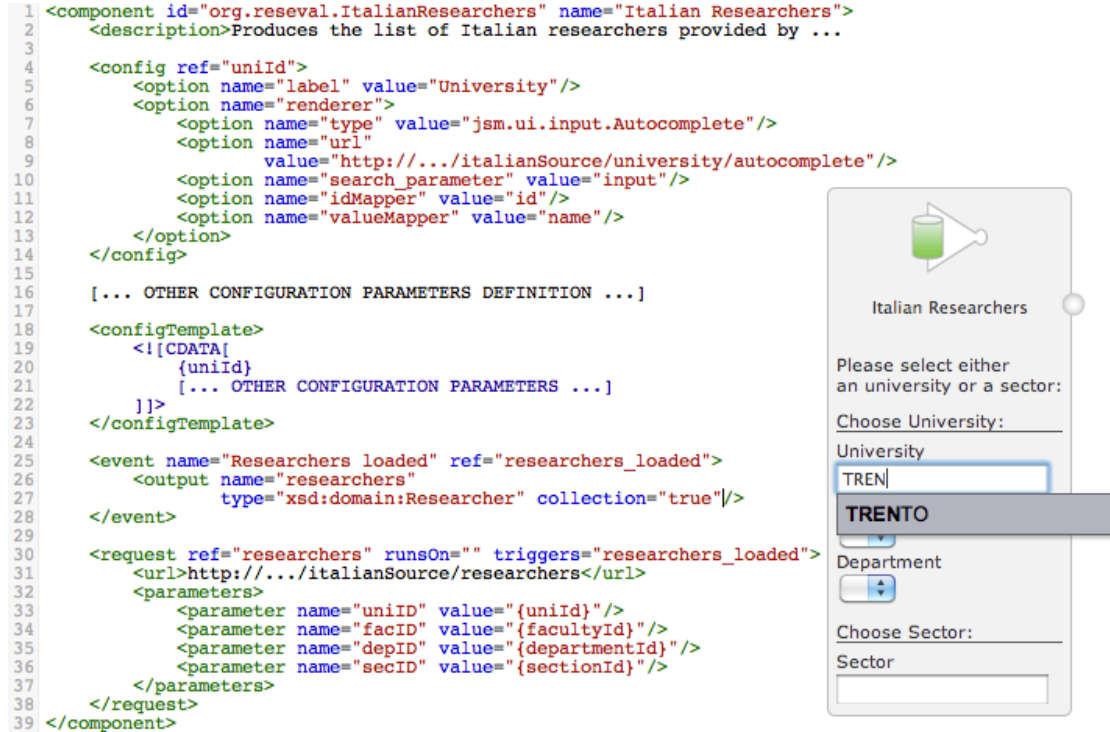 1 <component id="org.reseval.ItalianResearchers" name="Italian Researchers">
2     <description>Produces the list of Italian researchers provided by ...
3
4     <config ref="uniId">
5         <option name="label" value="University"/>
6         <option name="renderer">
7             <option name="type" value="jsm.ui.input.Autocomplete"/>
8             <option name="url"
9                     value="http://.../italianSource/university/autocomplete"/>
10             <option name="search_parameter" value="input"/>
11             <option name="idMapper" value="id"/>
12             <option name="valueMapper" value="name"/>
13         </option>
14     </config>
15
16     [... OTHER CONFIGURATION PARAMETERS DEFINITION ...]
17
18     <configTemplate>
19         <![CDATA[
20             {uniId}
21             [... OTHER CONFIGURATION PARAMETERS ...]
22         ]]>
23     </configTemplate>
24
25     <event name="Researchers loaded" ref="researchers_loaded">
26         <output name="researchers"
27                 type="xsd:domain:Researcher" collection="true"/>
28     </event>
29
30     <request ref="researchers" runsOn="" triggers="researchers_loaded">
31         <url>http://.../italianSource/researchers</url>
32         <parameters>
33             <parameter name="uniID" value="{uniId}"/>
34             <parameter name="facID" value="{facultyId}"/>
35             <parameter name="depID" value="{departmentId}"/>
36             <parameter name="secID" value="{sectionId}"/>
37         </parameters>
38     </request>
39 </component>
Italian Researchers
Please select either
an university or a sector:
Choose University:
University
TREN
TRENTO
Department
Choose Sector:
Sector